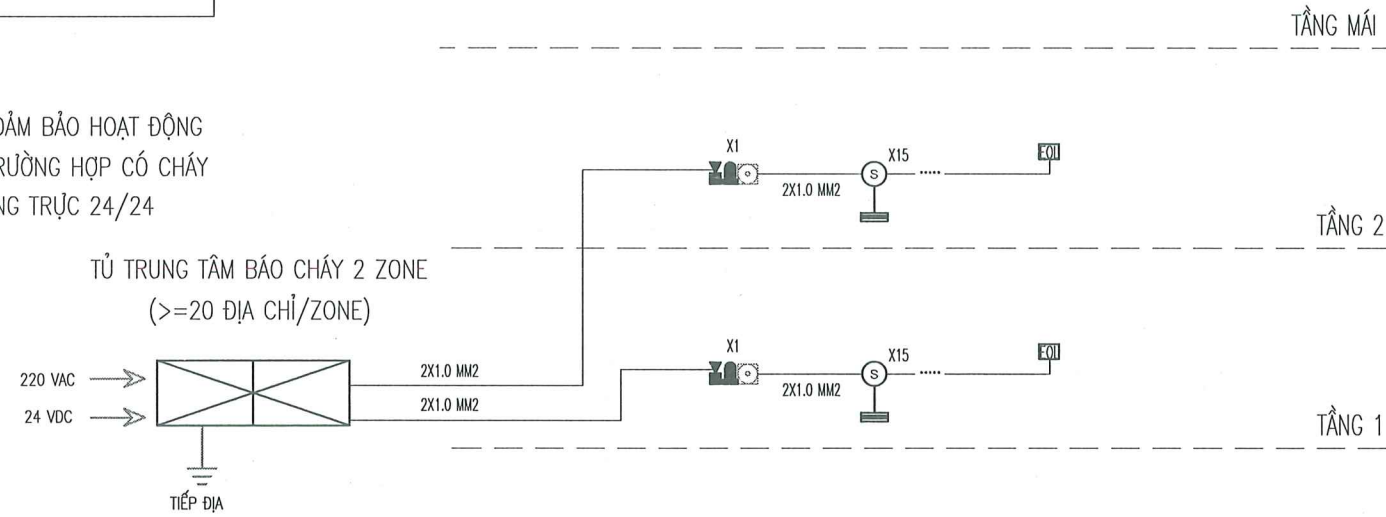 TẦNG MÁI
ĐẢM BẢO HOẠT ĐỘNG
TRƯỜNG HỢP CÓ CHÁY
NG TRỰC 24/24
X1
2X1.0 MM2
S
X15
.....
EOL
TẦNG 2
TỦ TRUNG TÂM BÁO CHÁY 2 ZONE
(>=20 ĐỊA CHỈ/ZONE)
220 VAC
24 VDC
2X1.0 MM2
2X1.0 MM2
X1
2X1.0 MM2
S
X15
.....
EOL
TẦNG 1
TIẾP ĐỊA